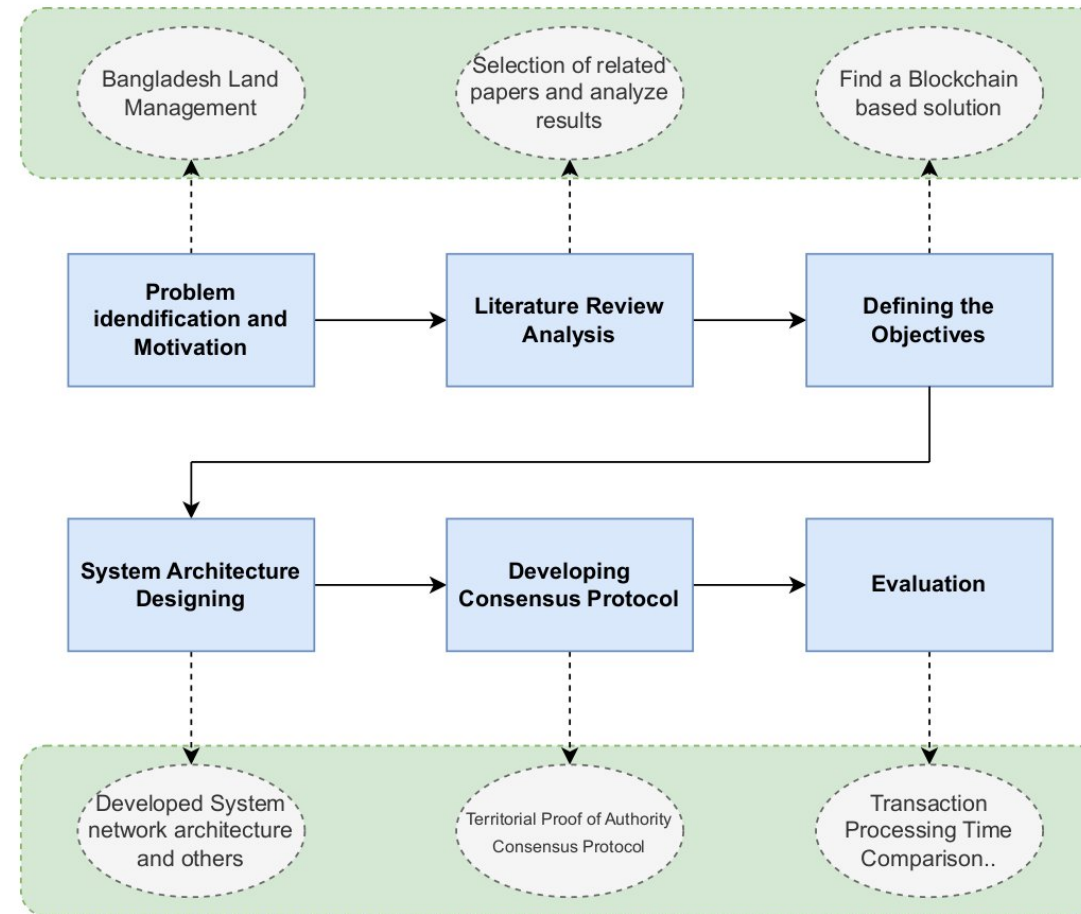 Bangladesh Land
Management
Selection of related
papers and analyze
results
Find a Blockchain
based solution
Problem
idendification and
Motivation
Literature Review
Analysis
Defining the
Objectives
System Architecture
Designing
Developing
Consensus Protocol
Evaluation
Developed System
network architecture
and others
Territorial Proof of Authority
Consensus Protocol
Transaction
Processing Time
Comparison..